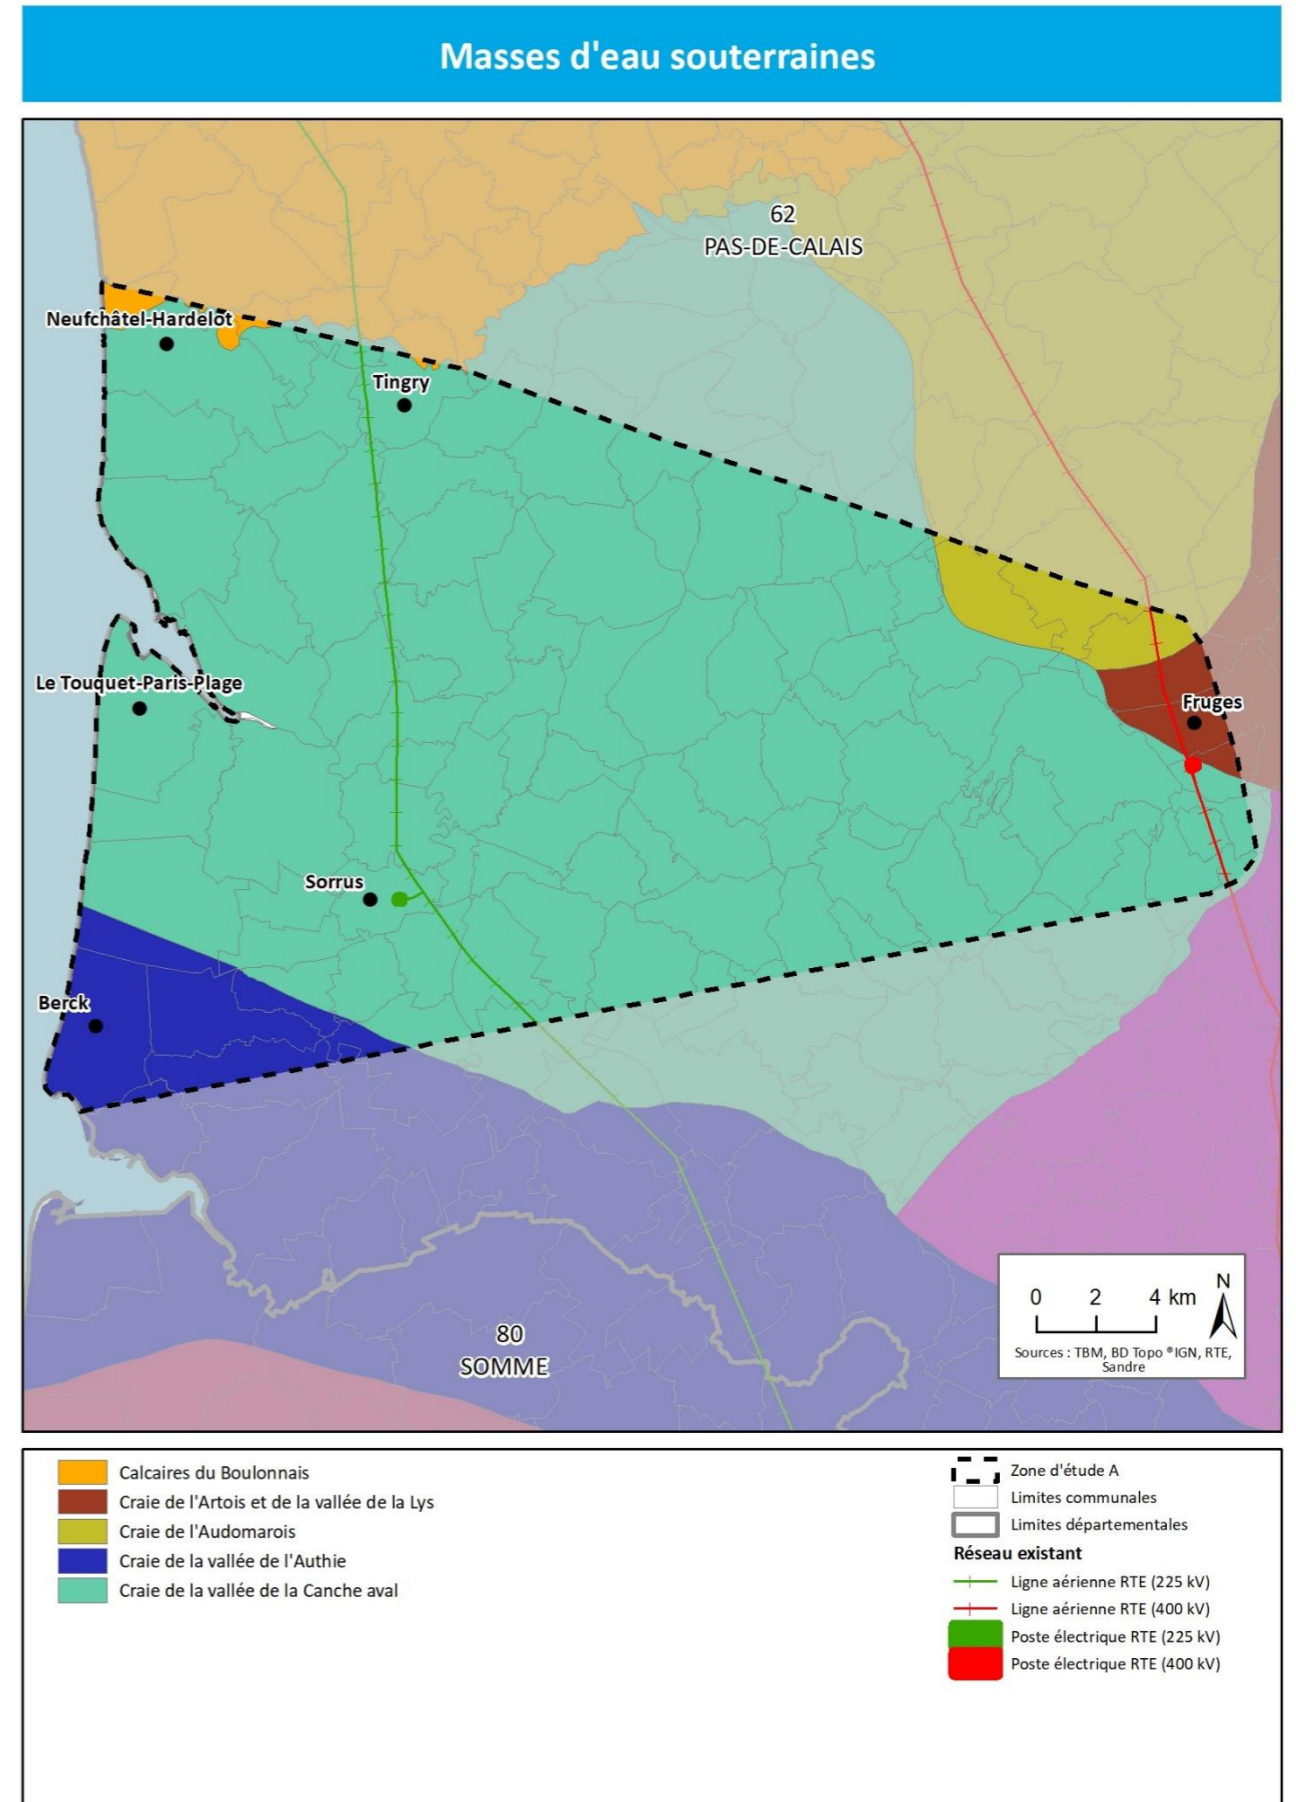 Masses d'eau souterraines
62
PAS-DE-CALAIS
Neufchâtel-Hardelot
Tingry
Le Touquet-Paris-Plage
Fruges
Sorrus
Berck
80
SOMME
0 2 4 km
N
Sources : TBM, BD Topo ®IGN, RTE,
Sandre
Calcaires du Boulonnais
Craie de l'Artois et de la vallée de la Lys
Craie de l'Audomarois
Craie de la vallée de l'Authie
Craie de la vallée de la Canche aval
Zone d'étude A
Limites communales
Limites départementales
Réseau existant
Ligne aérienne RTE (225 kV)
Ligne aérienne RTE (400 kV)
Poste électrique RTE (225 kV)
Poste électrique RTE (400 kV)